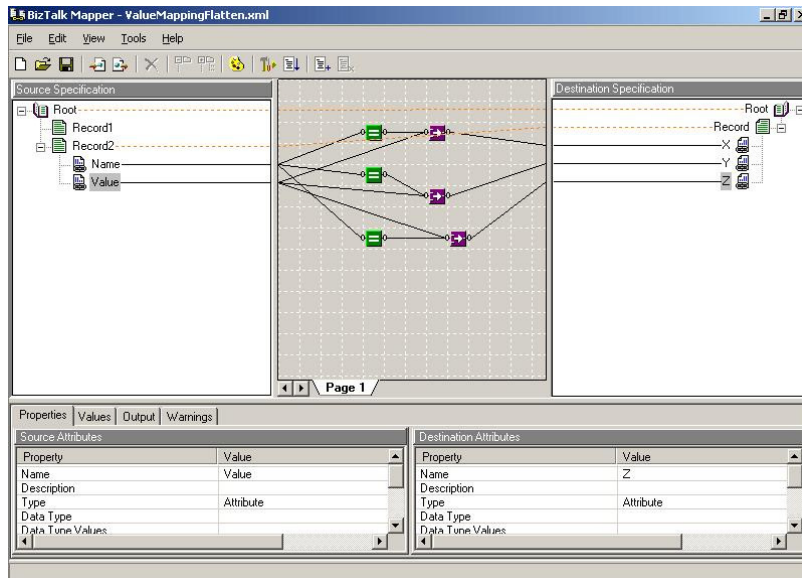 BizTalk Mapper - ValueMappingFlatten.xml
File Edit View Tools Help
Source Specification
Root
Record1
Record2
Name
Value
Destination Specification
Root
Record
X
Y
Z
Page 1
Properties Values Output Warnings
Source Attributes
Property Value
Name Value
Description
Type Attribute
Data Type
Data Type Values
Destination Attributes
Property Value
Name Z
Description
Type Attribute
Data Type
Data Type Values